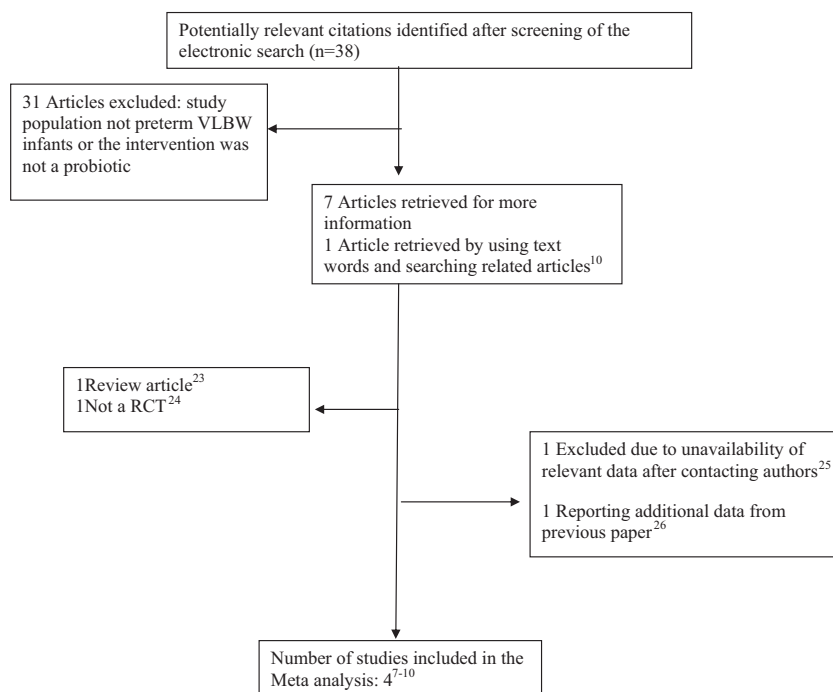 Potentially relevant citations identified after screening of the
electronic search (n=38)
31 Articles excluded: study
population not preterm VLBW
infants or the intervention was
not a probiotic
7 Articles retrieved for more
information
1 Article retrieved by using text
words and searching related articles10
1Review article23
1Not a RCT24
1 Excluded due to unavailability of
relevant data after contacting authors25
1 Reporting additional data from
previous paper26
Number of studies included in the
Meta analysis: 47-10